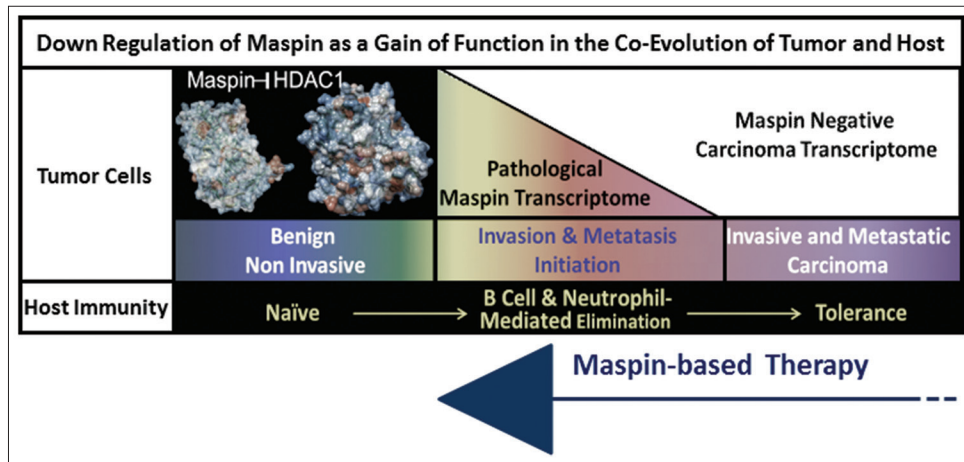 Down Regulation of Maspin as a Gain of Function in the Co-Evolution of Tumor and Host
Tumor Cells
Maspin⊣HDAC1
Pathological
Maspin Transcriptome
Maspin Negative
Carcinoma Transcriptome
Benign
Non Invasive
Invasion & Metatasis
Initiation
Invasive and Metastatic
Carcinoma
Host Immunity
Naïve
B Cell & Neutrophil-
Mediated Elimination
Tolerance
Maspin-based Therapy